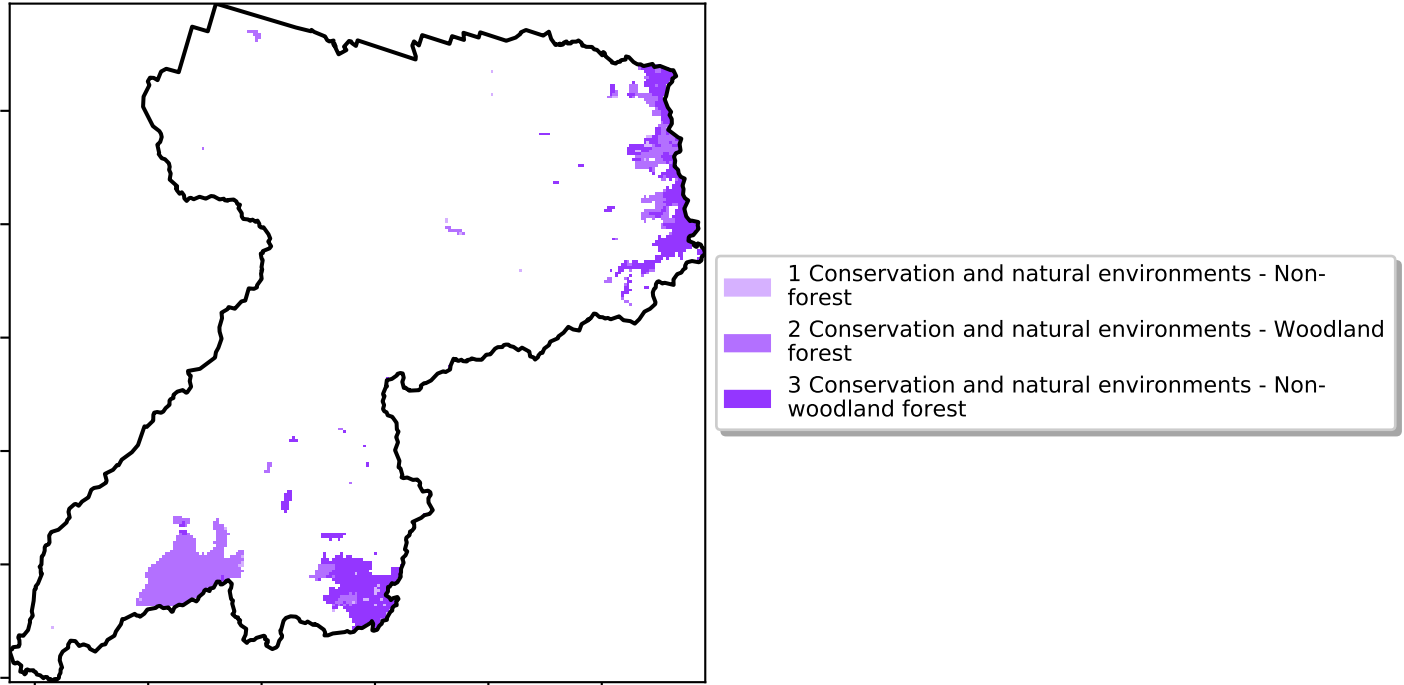 1 Conservation and natural environments - Non-
forest
2 Conservation and natural environments - Woodland
forest
3 Conservation and natural environments - Non-
woodland forest